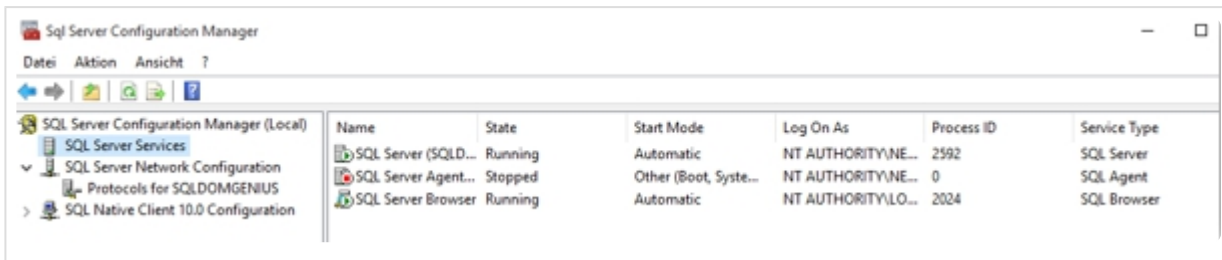 Sql Server Configuration Manager
Datei Aktion Ansicht ?
SQL Server Configuration Manager (Local)
SQL Server Services
SQL Server Network Configuration
Protocols for SQLDOMGENIUS
SQL Native Client 10.0 Configuration
Name State Start Mode Log On As Process ID Service Type
SQL Server (SQLD... Running Automatic NT AUTHORITY\NE... 2592 SQL Server
SQL Server Agent... Stopped Other (Boot, Syste... NT AUTHORITY\NE... 0 SQL Agent
SQL Server Browser Running Automatic NT AUTHORITY\LO... 2024 SQL Browser